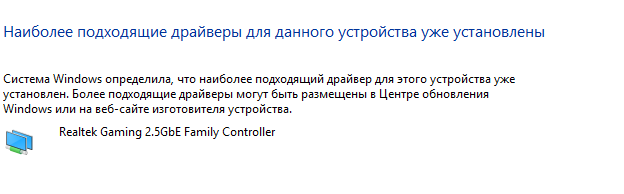 Наиболее подходящие драйверы для данного устройства уже установлены
Система Windows определила, что наиболее подходящий драйвер для этого устройства уже
установлен. Более подходящие драйверы могут быть размещены в Центре обновления
Windows или на веб-сайте изготовителя устройства.
Realtek Gaming 2.5GbE Family Controller